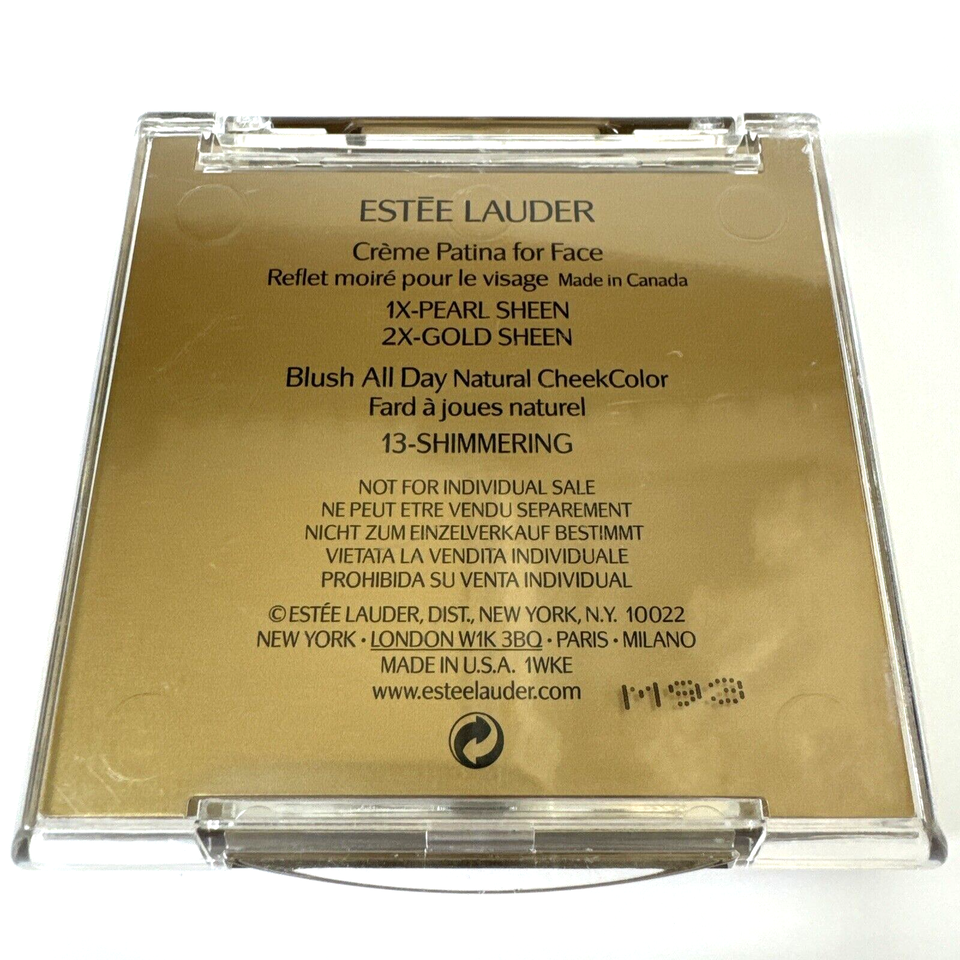 ESTĒE LAUDER
Crème Patina for Face
Reflet moiré pour le visage Made in Canada
1X-PEARL SHEEN
2X-GOLD SHEEN
Blush All Day Natural CheekColor
Fard à joues naturel
13-SHIMMERING
NOT FOR INDIVIDUAL SALE
NE PEUT ETRE VENDU SEPAREMENT
NICHT ZUM EINZELVERKAUF BESTIMMT
VIETATA LA VENDITA INDIVIDUALE
PROHIBIDA SU VENTA INDIVIDUAL
© ESTÉE LAUDER, DIST., NEW YORK, N.Y. 10022
NEW YORK · LONDON W1K 3BQ · PARIS · MILANO
MADE IN U.S.A. 1WKE
www.esteelauder.com
M93